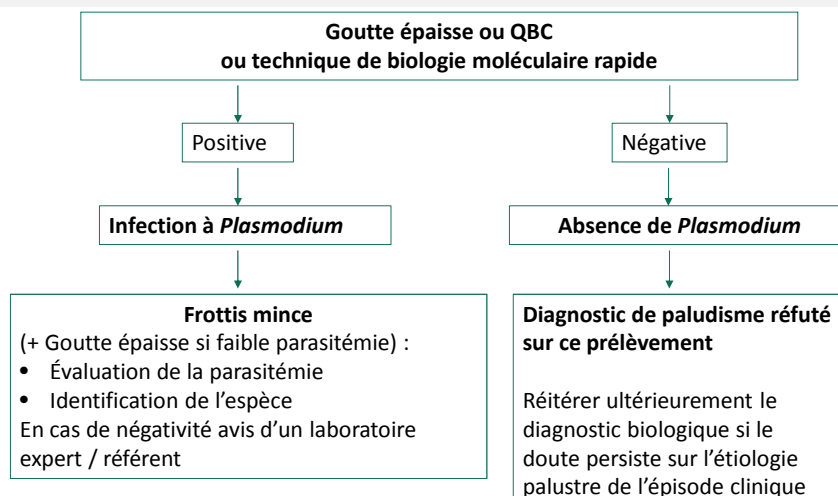 Goutte épaisse ou QBC
ou technique de biologie moléculaire rapide
Positive
Négative
Infection à Plasmodium
Absence de Plasmodium
Frottis mince
(+ Goutte épaisse si faible parasitémie) :
• Évaluation de la parasitémie
• Identification de l’espèce
En cas de négativité avis d’un laboratoire
expert / référent
Diagnostic de paludisme réfuté
sur ce prélèvement
Réitérer ultérieurement le
diagnostic biologique si le
doute persiste sur l’étiologie
palustre de l’épisode clinique